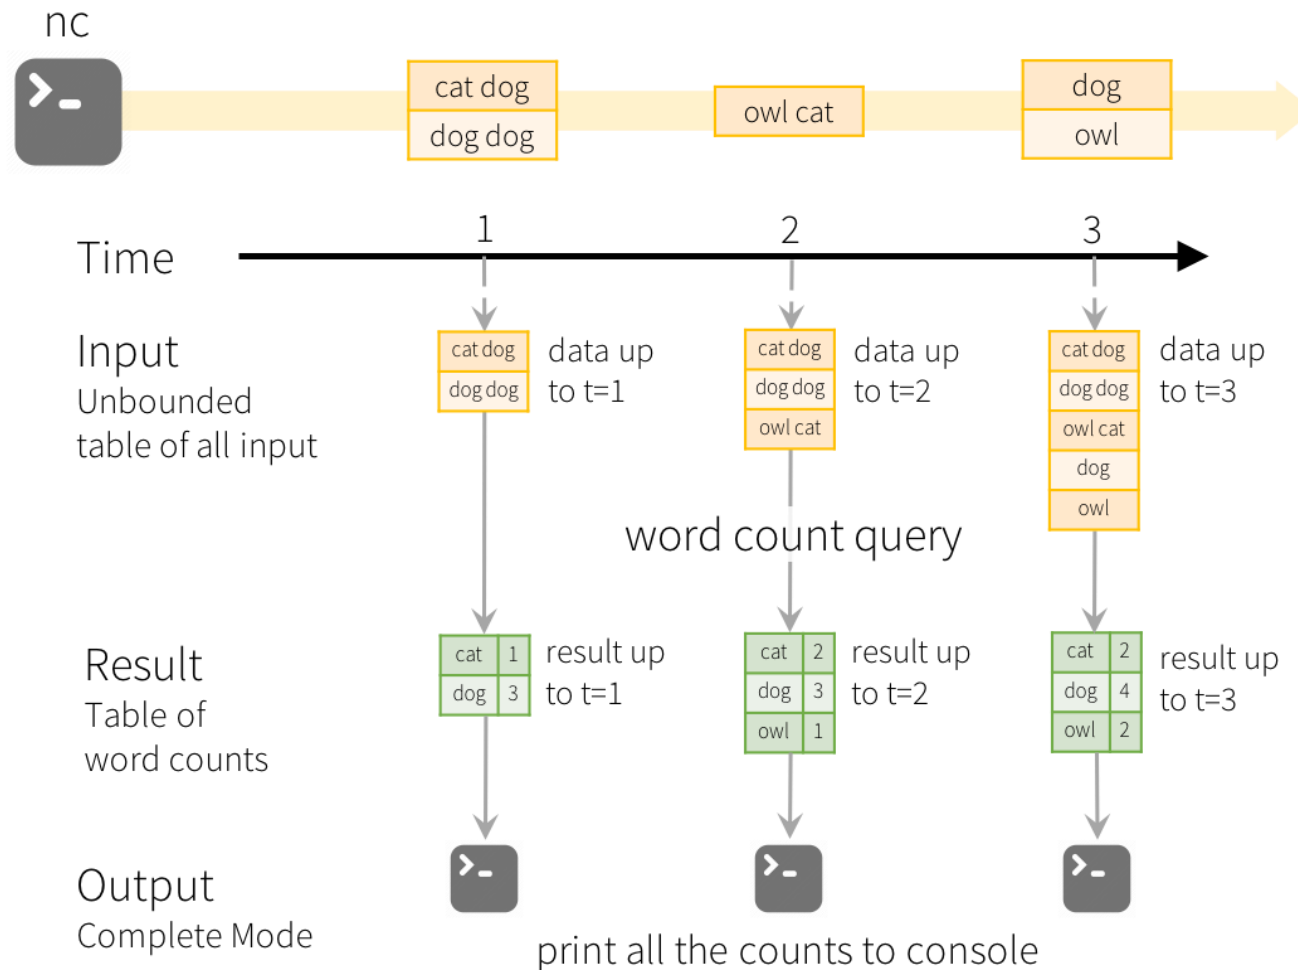 nc
cat dog
dog dog
owl cat
dog
owl
Time
1
2
3
Input
Unbounded
table of all input
cat dog
dog dog
data up
to t=1
cat dog
dog dog
owl cat
data up
to t=2
cat dog
dog dog
owl cat
dog
owl
data up
to t=3
word count query
Result
Table of
word counts
cat 1
dog 3
result up
to t=1
cat 2
dog 3
owl 1
result up
to t=2
cat 2
dog 4
owl 2
result up
to t=3
Output
Complete Mode
print all the counts to console